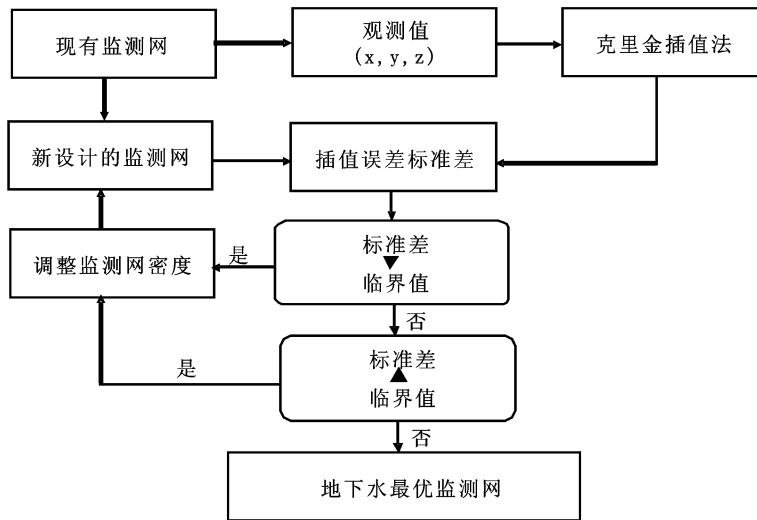 现有监测网
观测值
(x,y,z)
克里金插值法
新设计的监测网
插值误差标准差
调整监测网密度
是
标准差
临界值
否
是
标准差
临界值
否
地下水最优监测网